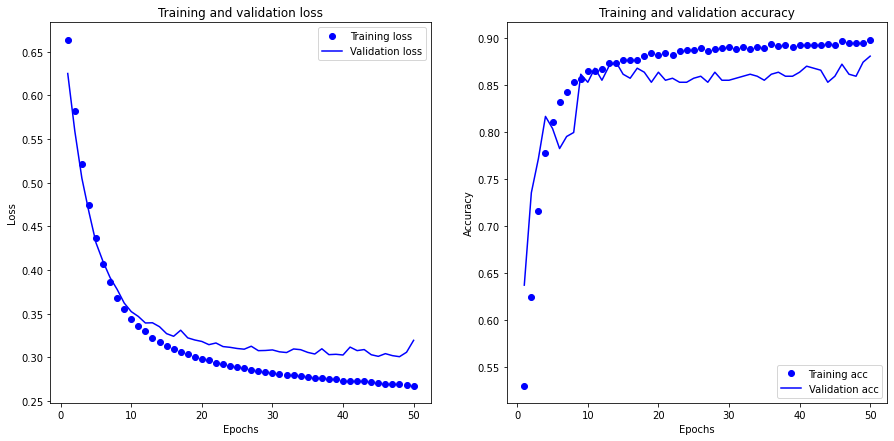 Training and validation loss
Training loss
Validation loss
0.65
0.60
0.55
0.50
0.45
0.40
0.35
0.30
0.25
Loss
0
10
20
30
40
50
Epochs
Training and validation accuracy
0.90
0.85
0.80
0.75
0.70
0.65
0.60
0.55
Accuracy
Training acc
Validation acc
0
10
20
30
40
50
Epochs